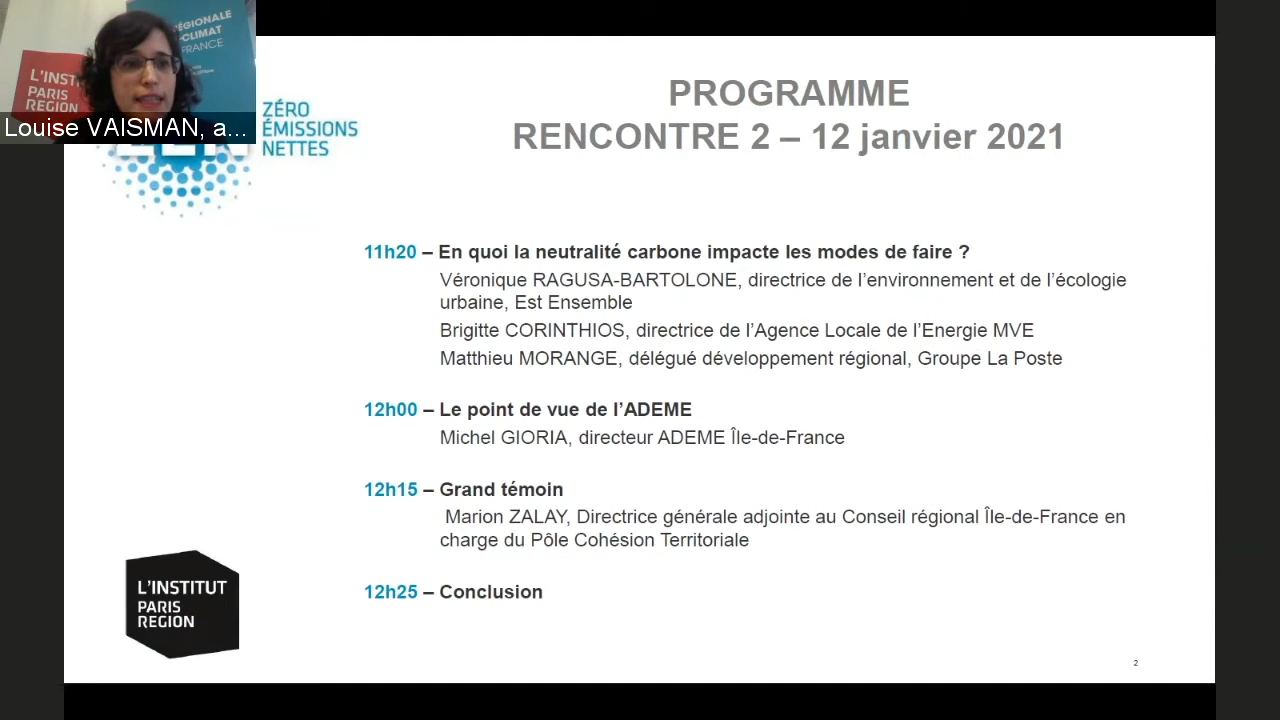 RÉGIONALE
-CLIMAT
FRANCE
L'INST
PARIS
REGION
Louise VAISMAN, a...
ZÉRO
ÉMISSIONS
NETTES
PROGRAMME
RENCONTRE 2 – 12 janvier 2021
11h20 – En quoi la neutralité carbone impacte les modes de faire ?
Véronique RAGUSA-BARTOLONE, directrice de l'environnement et de l'écologie
urbaine, Est Ensemble
Brigitte CORINTHIOS, directrice de l'Agence Locale de l'Energie MVE
Matthieu MORANGE, délégué développement régional, Groupe La Poste
12h00 – Le point de vue de l'ADEME
Michel GIORIA, directeur ADEME Île-de-France
12h15 – Grand témoin
Marion ZALAY, Directrice générale adjointe au Conseil régional Île-de-France en
charge du Pôle Cohésion Territoriale
12h25 – Conclusion
L'INSTITUT
PARIS
REGION
2